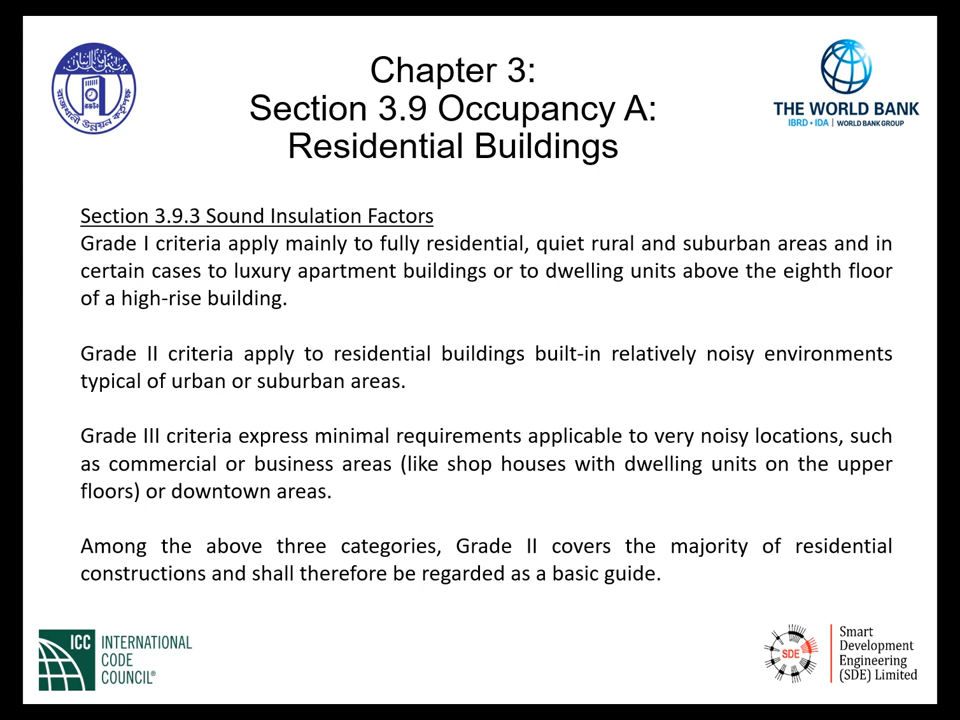 Chapter 3:
Section 3.9 Occupancy A:
Residential Buildings
THE WORLD BANK
IBRD • IDA | WORLD BANK GROUP
Section 3.9.3 Sound Insulation Factors
Grade I criteria apply mainly to fully residential, quiet rural and suburban areas and in
certain cases to luxury apartment buildings or to dwelling units above the eighth floor
of a high-rise building.
Grade II criteria apply to residential buildings built-in relatively noisy environments
typical of urban or suburban areas.
Grade III criteria express minimal requirements applicable to very noisy locations, such
as commercial or business areas (like shop houses with dwelling units on the upper
floors) or downtown areas.
Among the above three categories, Grade II covers the majority of residential
constructions and shall therefore be regarded as a basic guide.
ICC
INTERNATIONAL
CODE
COUNCIL®
SDE
Smart
Development
Engineering
(SDE) Limited